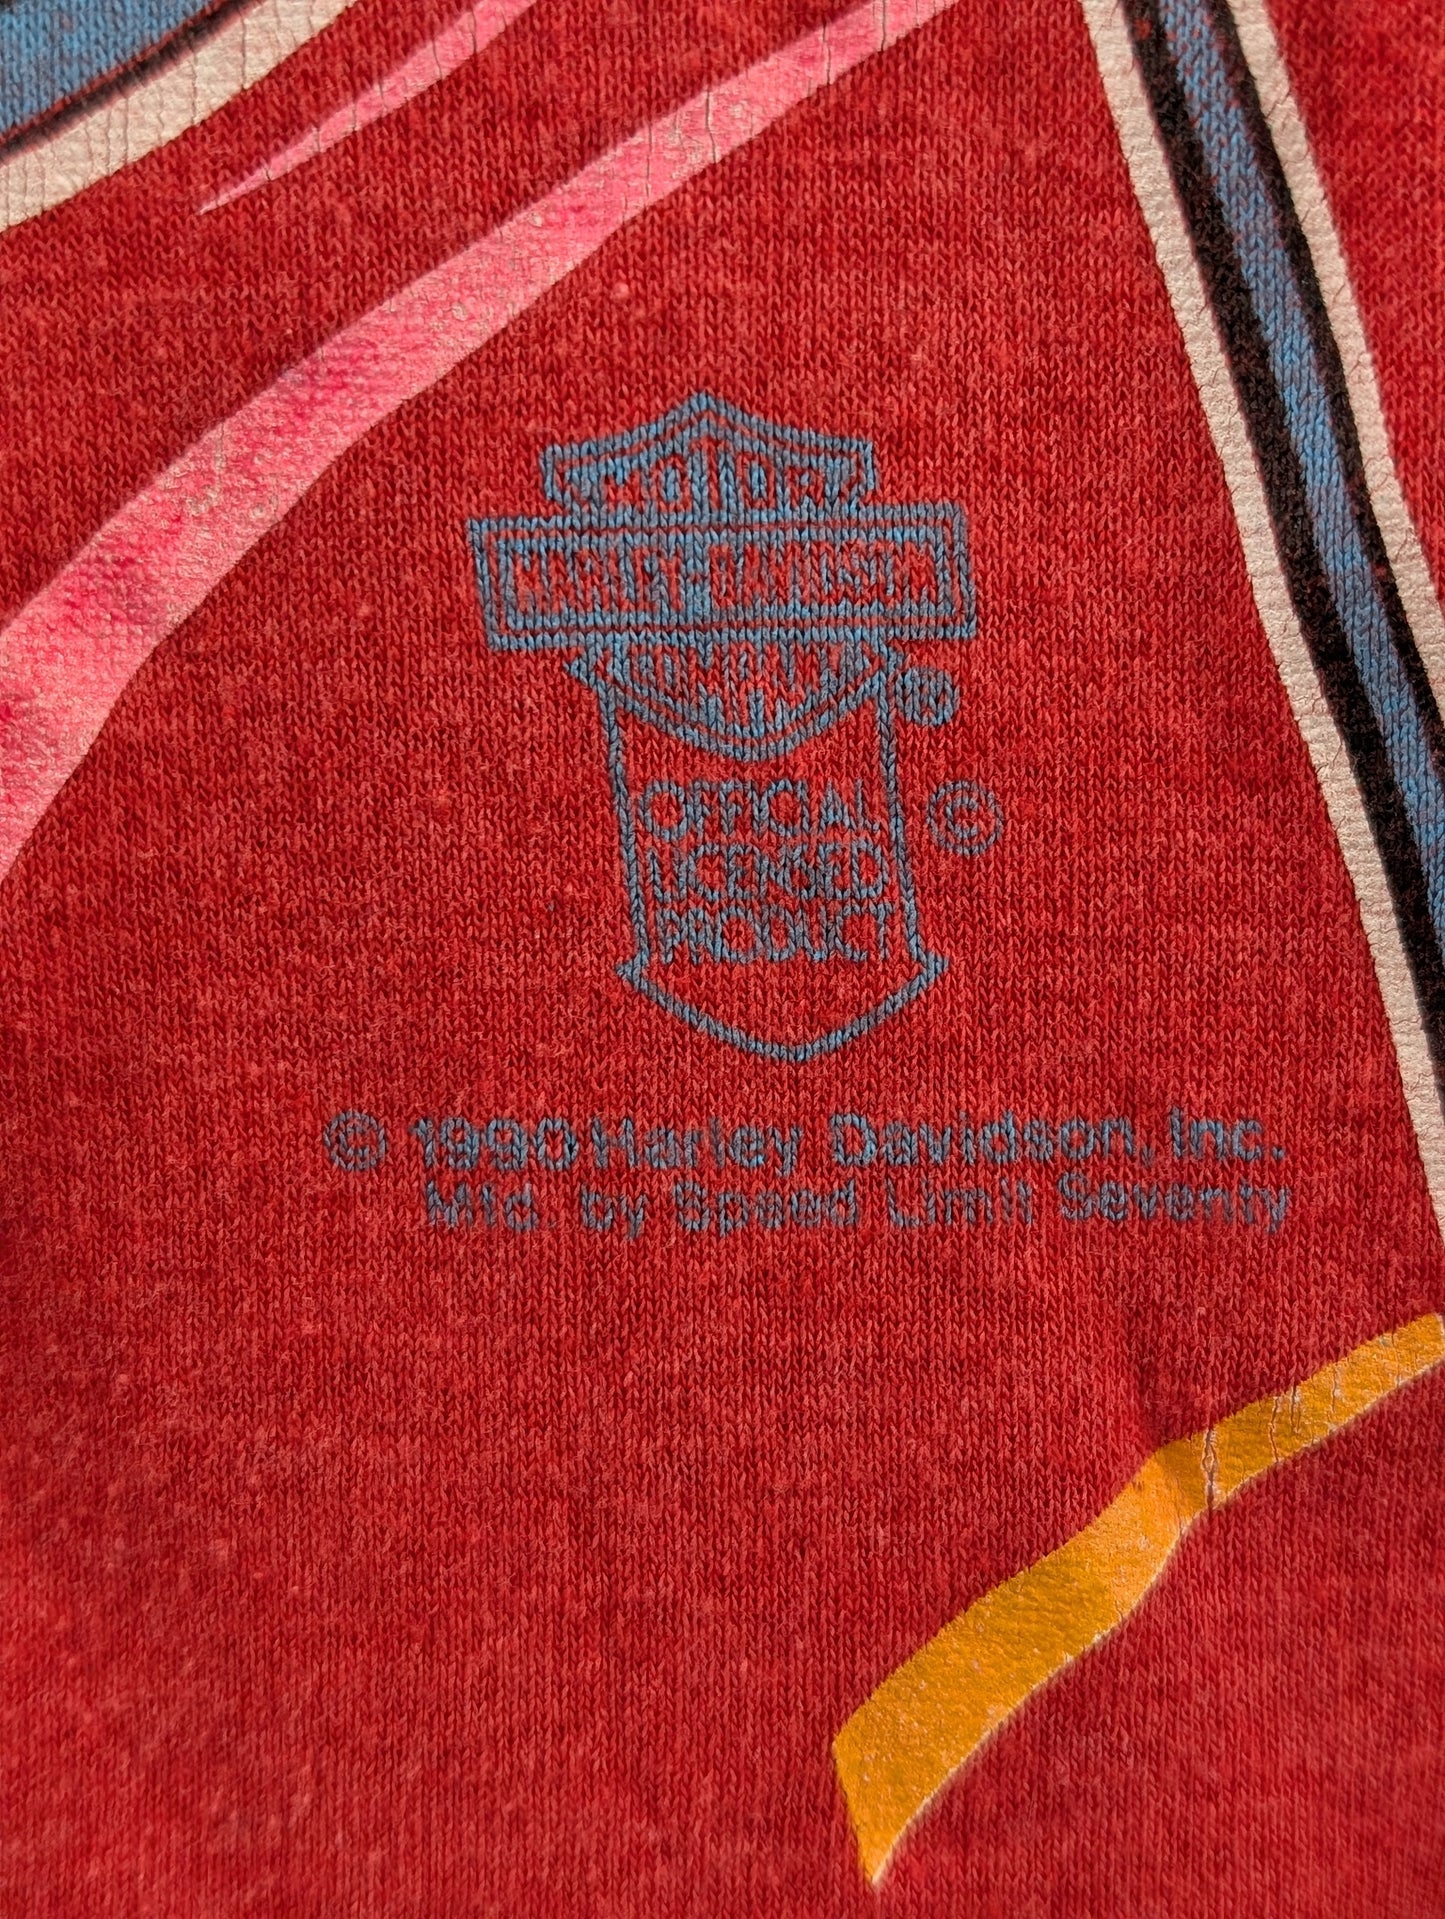 MOTOR
HARLEY-DAVIDSON
COMPANY
®
OFFICIAL ©
LICENSED
PRODUCT
© 1990 Harley Davidson, Inc.
Mfd. by Speed Limit Seventy